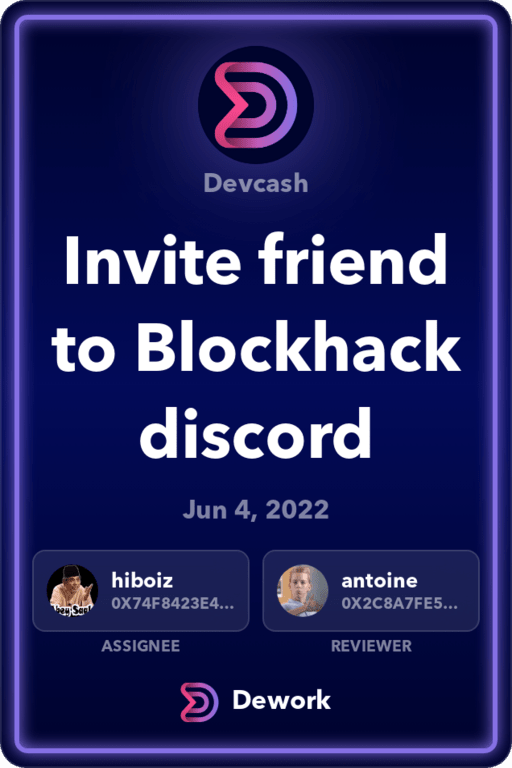 Devcash
Invite friend
to Blockhack
discord
Jun 4, 2022
hiboiz
0X74F8423E4...
ASSIGNEE
antoine
0X2C8A7FE5...
REVIEWER
Dework